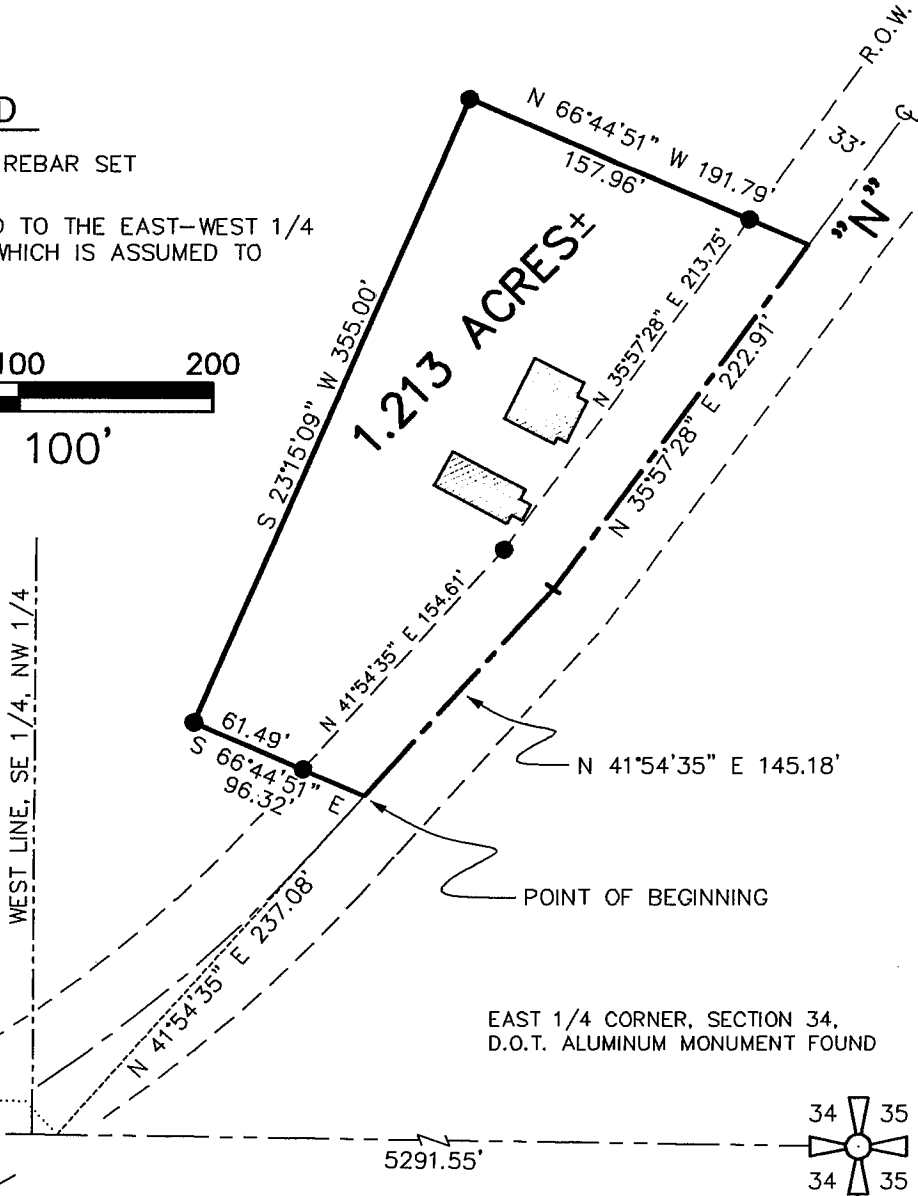 D
REBAR SET
D TO THE EAST-WEST 1/4
WHICH IS ASSUMED TO
100 200
100'
R.O.W.
33'
"N"
N 66°44'51" W 191.79'
157.96'
1.213 ACRES±
S 23°15'09" W 355.00'
N 35°57'28" E 213.75'
N 35°57'28" E 222.91'
N 41°54'35" E 154.61'
61.49'
S 66°44'51" E
96.32'
N 41°54'35" E 145.18'
POINT OF BEGINNING
N 41°54'35" E 237.08'
WEST LINE, SE 1/4, NW 1/4
EAST 1/4 CORNER, SECTION 34,
D.O.T. ALUMINUM MONUMENT FOUND
34 35
34 35
5291.55'